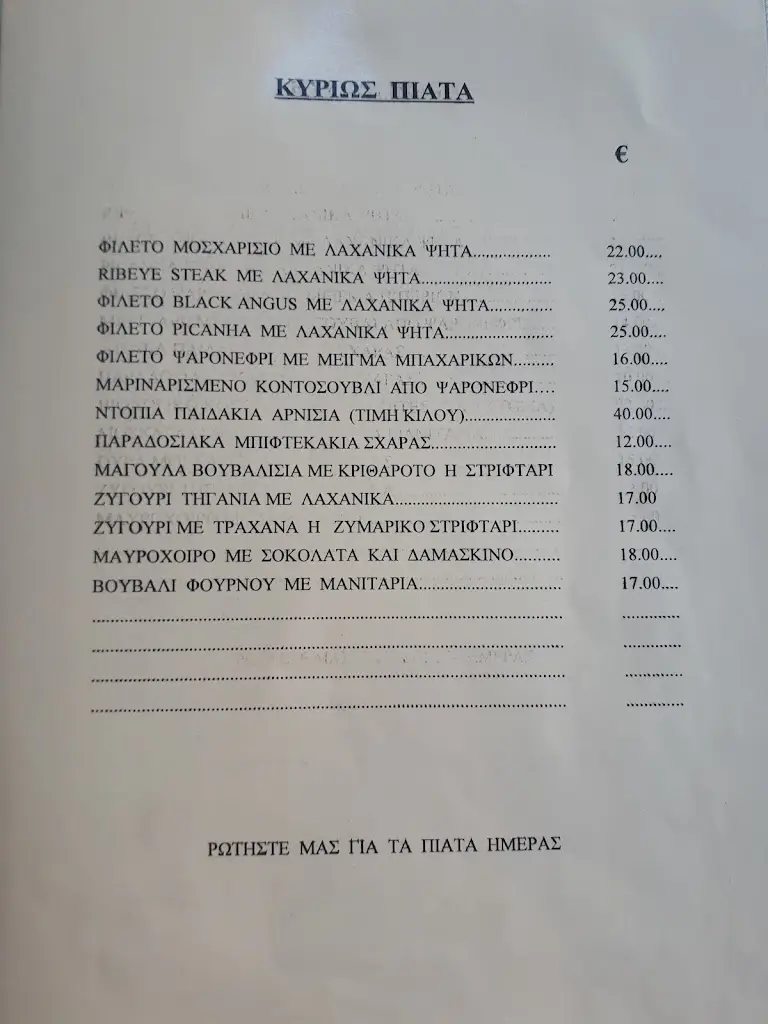 ΚΥΡΙΩΣ ΠΙΑΤΑ
€
ΦΙΛΕΤΟ ΜΟΣΧΑΡΙΣΙΟ ΜΕ ΛΑΧΑΝΙΚΑ ΨΗΤΑ.................. 22.00....
RIBEYE STEAK ΜΕ ΛΑΧΑΝΙΚΑ ΨΗΤΑ.............................. 23.00....
ΦΙΛΕΤΟ BLACK ANGUS ΜΕ ΛΑΧΑΝΙΚΑ ΨΗΤΑ.............. 25.00....
ΦΙΛΕΤΟ PICANHA ΜΕ ΛΑΧΑΝΙΚΑ ΨΗΤΑ......................... 25.00....
ΦΙΛΕΤΟ ΨΑΡΟΝΕΦΡΙ ΜΕ ΜΕΙΓΜΑ ΜΠΑΧΑΡΙΚΩΝ......... 16.00....
ΜΑΡΙΝΑΡΙΣΜΕΝΟ ΚΟΝΤΟΣΟΥΒΛΙ ΑΠΟ ΨΑΡΟΝΕΦΡΙ.... 15.00....
ΝΤΟΠΙΑ ΠΑΙΔΑΚΙΑ ΑΡΝΙΣΙΑ (ΤΙΜΗ ΚΙΛΟΥ)..................... 40.00....
ΠΑΡΑΔΟΣΙΑΚΑ ΜΠΙΦΤΕΚΑΚΙΑ ΣΧΑΡΑΣ............................. 12.00....
ΜΑΓΟΥΛΑ ΒΟΥΒΑΛΙΣΙΑ ΜΕ ΚΡΙΘΑΡΟΤΟ Η ΣΤΡΙΦΤΑΡΙ 18.00....
ΖΥΓΟΥΡΙ ΤΗΓΑΝΙΑ ΜΕ ΛΑΧΑΝΙΚΑ...................................... 17.00
ΖΥΓΟΥΡΙ ΜΕ ΤΡΑΧΑΝΑ Η ΖΥΜΑΡΙΚΟ ΣΤΡΙΦΤΑΡΙ......... 17.00....
ΜΑΥΡΟΧΟΙΡΟ ΜΕ ΣΟΚΟΛΑΤΑ ΚΑΙ ΔΑΜΑΣΚΙΝΟ.......... 18.00....
ΒΟΥΒΑΛΙ ΦΟΥΡΝΟΥ ΜΕ ΜΑΝΙΤΑΡΙΑ................................. 17.00....
ΡΩΤΗΣΤΕ ΜΑΣ ΓΙΑ ΤΑ ΠΙΑΤΑ ΗΜΕΡΑΣ